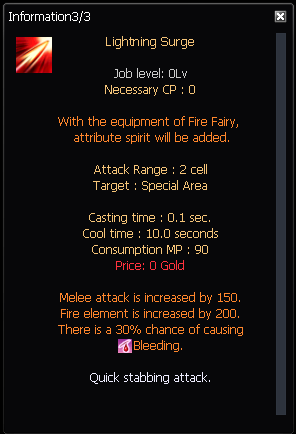 Information3/3
Lightning Surge
Job level: 0Lv
Necessary CP : 0
With the equipment of Fire Fairy,
attribute spirit will be added.
Attack Range : 2 cell
Target : Special Area
Casting time : 0.1 sec.
Cool time : 10.0 seconds
Consumption MP : 90
Price: 0 Gold
Melee attack is increased by 150.
Fire element is increased by 200.
There is a 30% chance of causing
Bleeding.
Quick stabbing attack.